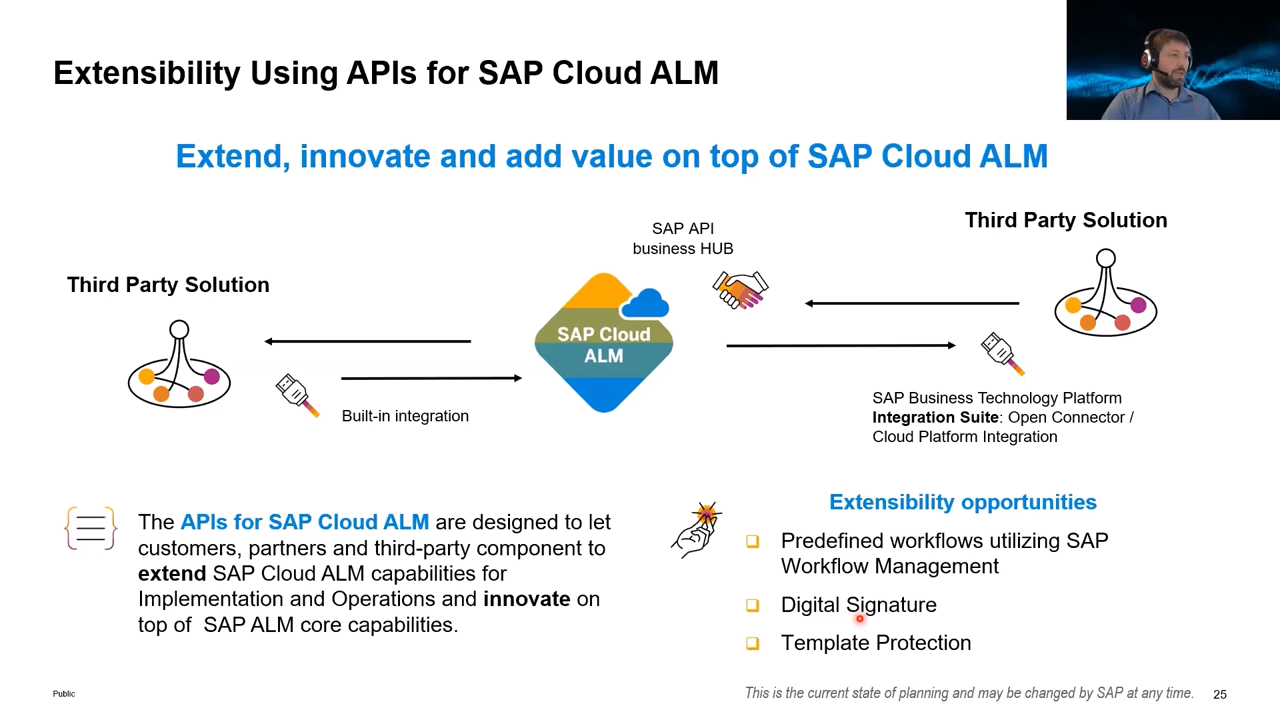 Extensibility Using APIs for SAP Cloud ALM
Extend, innovate and add value on top of SAP Cloud ALM
Third Party Solution
Built-in integration
SAP Cloud
ALM
SAP API
business HUB
Third Party Solution
SAP Business Technology Platform
Integration Suite: Open Connector /
Cloud Platform Integration
The APIs for SAP Cloud ALM are designed to let
customers, partners and third-party component to
extend SAP Cloud ALM capabilities for
Implementation and Operations and innovate on
top of SAP ALM core capabilities.
Extensibility opportunities
Predefined workflows utilizing SAP
Workflow Management
Digital Signature
Template Protection
Public
This is the current state of planning and may be changed by SAP at any time.
25